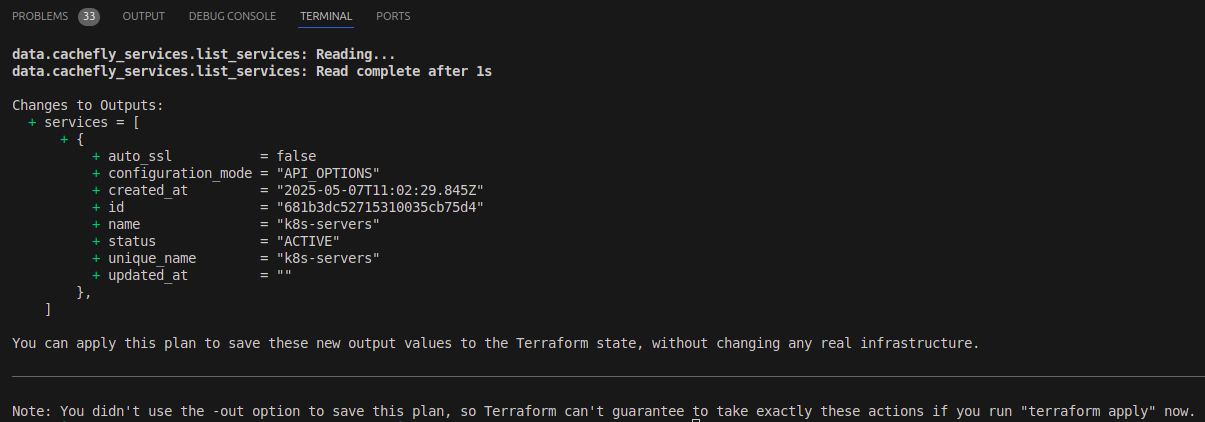 PROBLEMS 33 OUTPUT DEBUG CONSOLE TERMINAL PORTS
data.cachefly_services.list_services: Reading...
data.cachefly_services.list_services: Read complete after 1s
Changes to Outputs:
  + services = [
      + {
          + auto_ssl           = false
          + configuration_mode = "API_OPTIONS"
          + created_at         = "2025-05-07T11:02:29.845Z"
          + id                 = "681b3dc52715310035cb75d4"
          + name               = "k8s-servers"
          + status             = "ACTIVE"
          + unique_name        = "k8s-servers"
          + updated_at         = ""
        },
    ]
You can apply this plan to save these new output values to the Terraform state, without changing any real infrastructure.
Note: You didn't use the -out option to save this plan, so Terraform can't guarantee to take exactly these actions if you run "terraform apply" now.